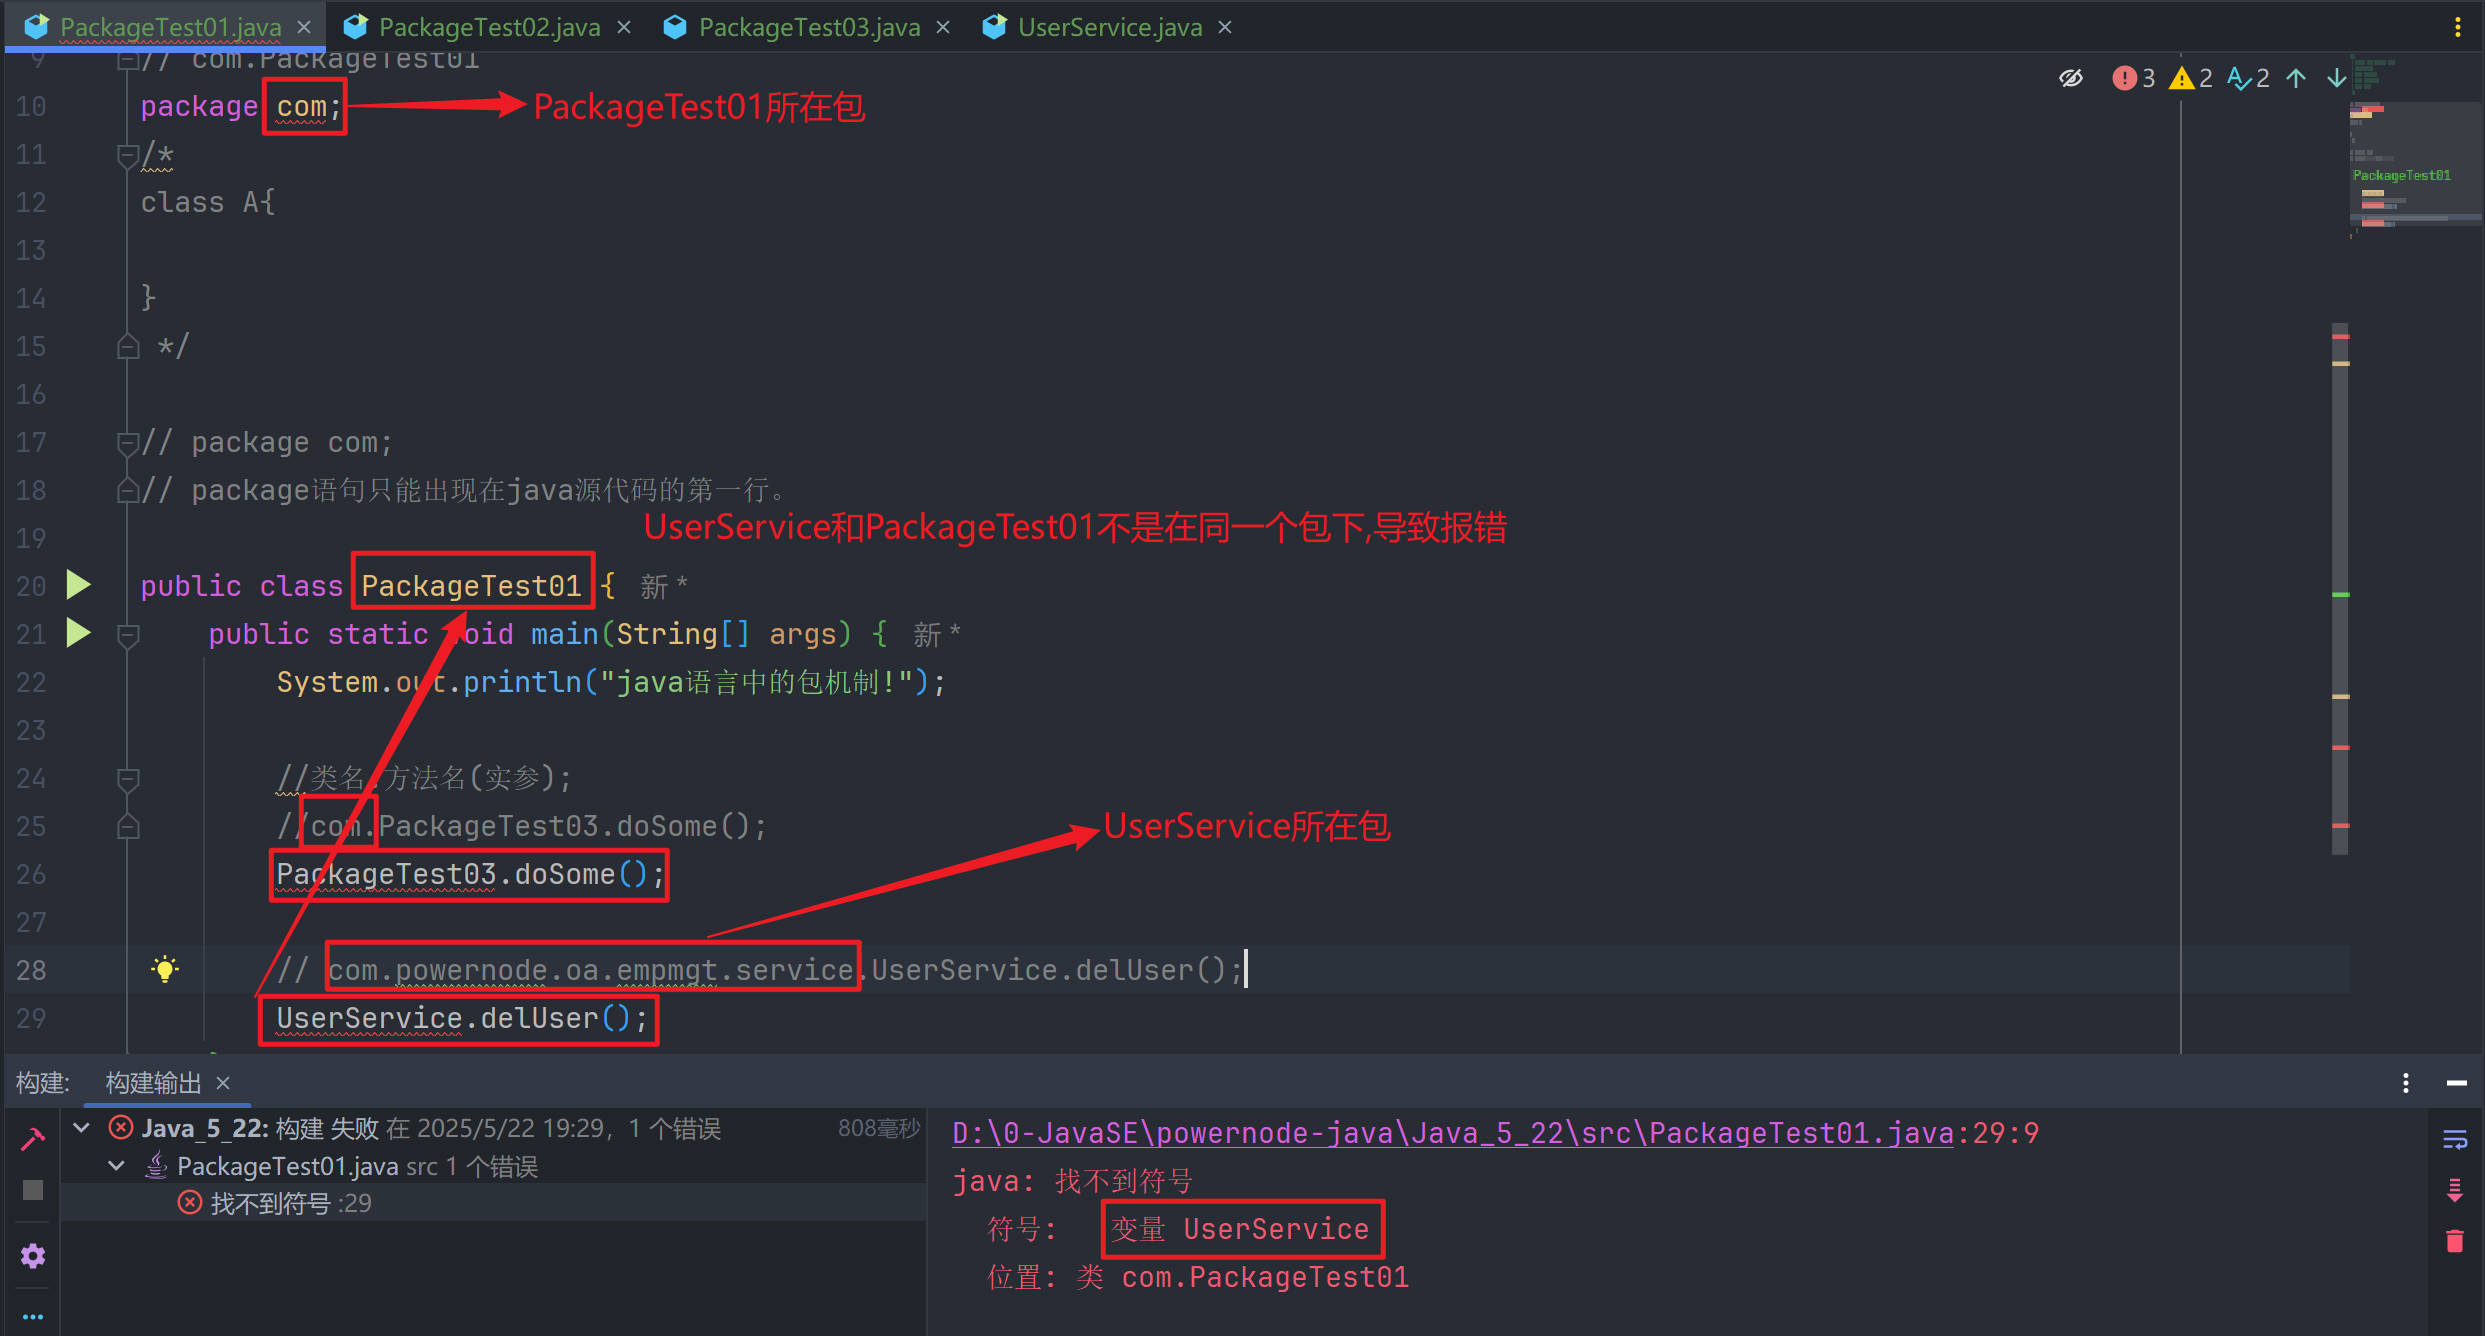 PackageTest01.java PackageTest02.java PackageTest03.java UserService.java
3 2 2
9 // com.PackageTest01
10 package com; PackageTest01所在包
11 /*
12 class A{
13
14 }
15 */
16
17 // package com;
18 // package语句只能出现在java源代码的第一行。
UserService和PackageTest01不是在同一个包下,导致报错
19
20 public class PackageTest01 { 新 *
21 public static void main(String[] args) { 新 *
22 System.out.println("java语言中的包机制!");
23
24 //类名.方法名(实参);
25 //com.PackageTest03.doSome();
UserService所在包
26 PackageTest03.doSome();
27
28 // com.powernode.oa.empmgt.service.UserService.delUser();
29 UserService.delUser();
PackageTest01
构建: 构建输出
Java_5_22: 构建 失败 在 2025/5/22 19:29, 1 个错误 808毫秒
PackageTest01.java src 1 个错误
找不到符号 :29
D:\0-JavaSE\powernode-java\Java_5_22\src\PackageTest01.java:29:9
java: 找不到符号
符号: 变量 UserService
位置: 类 com.PackageTest01